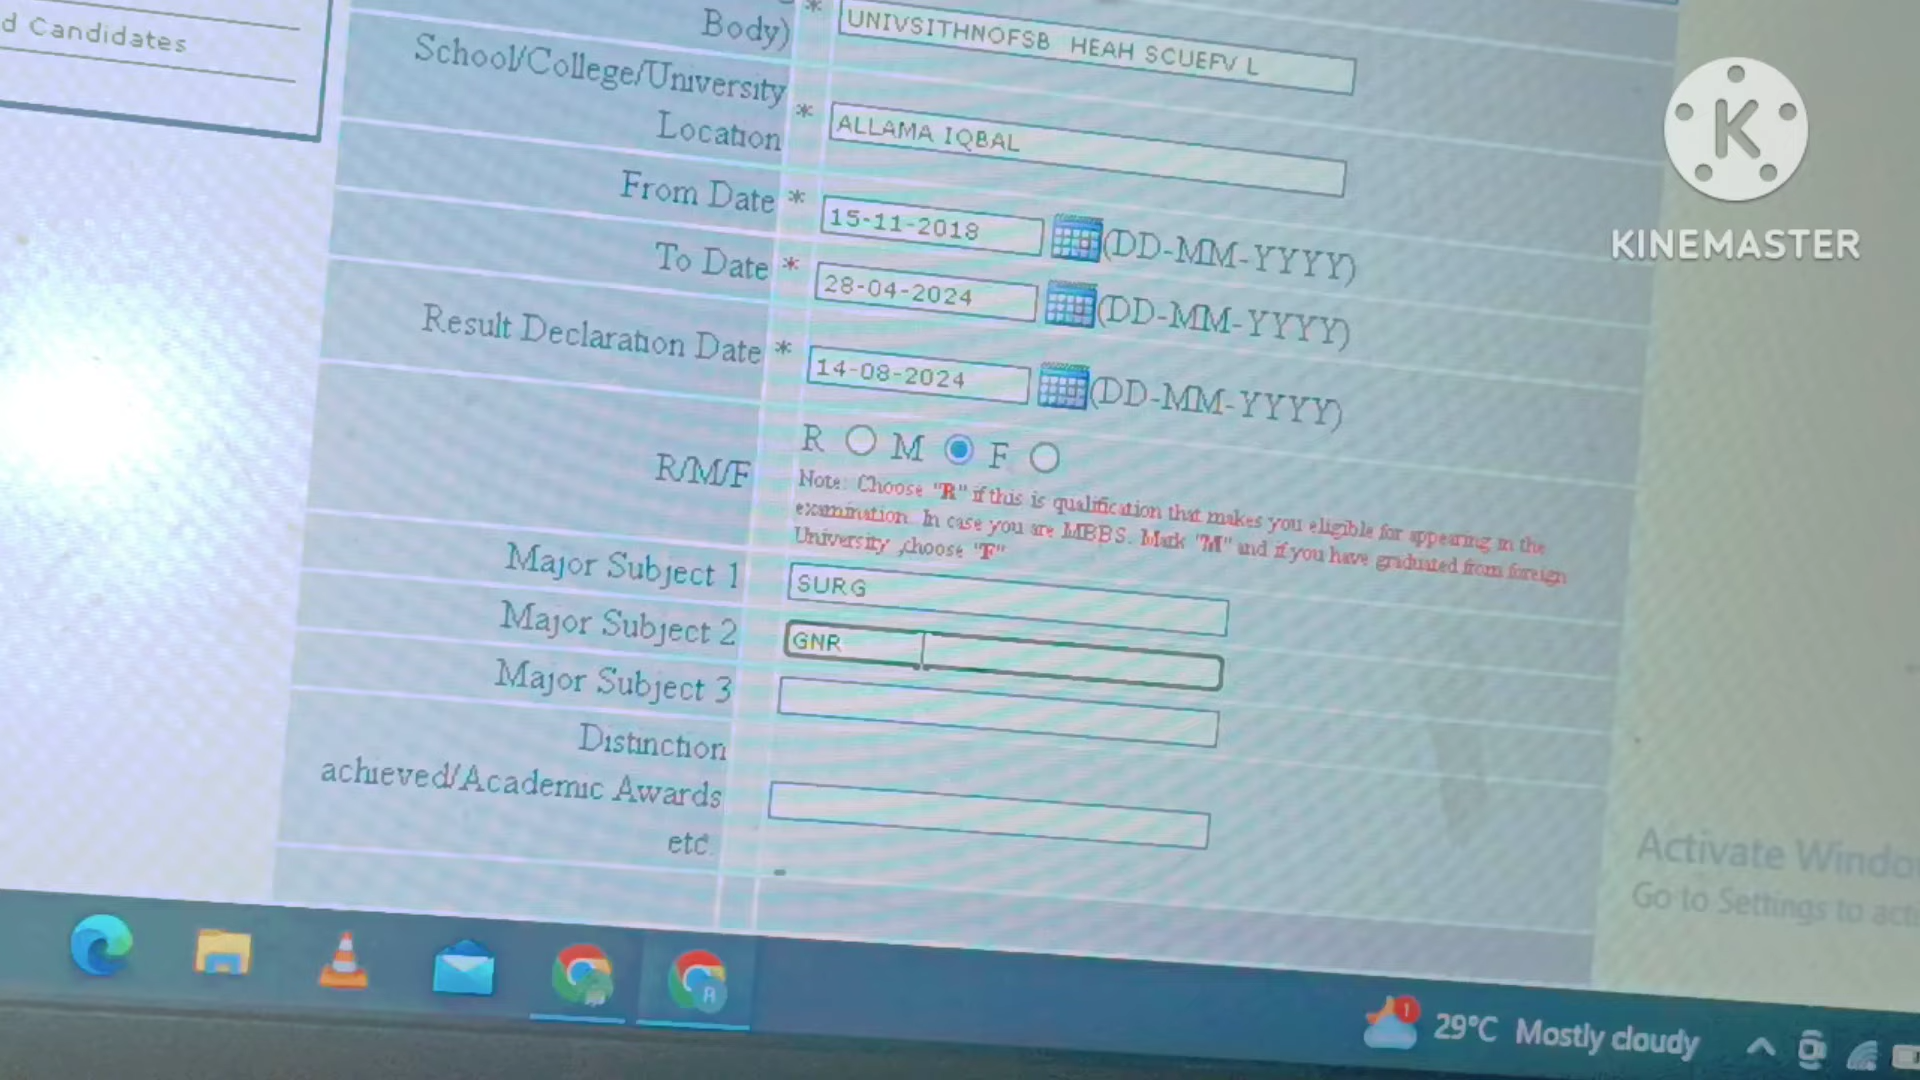 d Candidates
Body) * UNIVSITHNOFSB HEAH SCUEFV L
School/College/University
Location * ALLAMA IQBAL
From Date * 15-11-2018 (DD-MM-YYYY)
To Date * 28-04-2024 (DD-MM-YYYY)
Result Declaration Date * 14-08-2024 (DD-MM-YYYY)
R/M/F R M F
Note: Choose "R" if this is qualification that makes you eligible for appearing in the
examination. In case you are MBBS. Mark "M" and if you have graduated from foreign
University ,choose "F"
Major Subject 1 SURG
Major Subject 2 GNR
Major Subject 3
Distinction
achieved/Academic Awards
etc.
K
KINEMASTER
Activate Windo
Go to Settings to acti
1
29°C Mostly cloudy